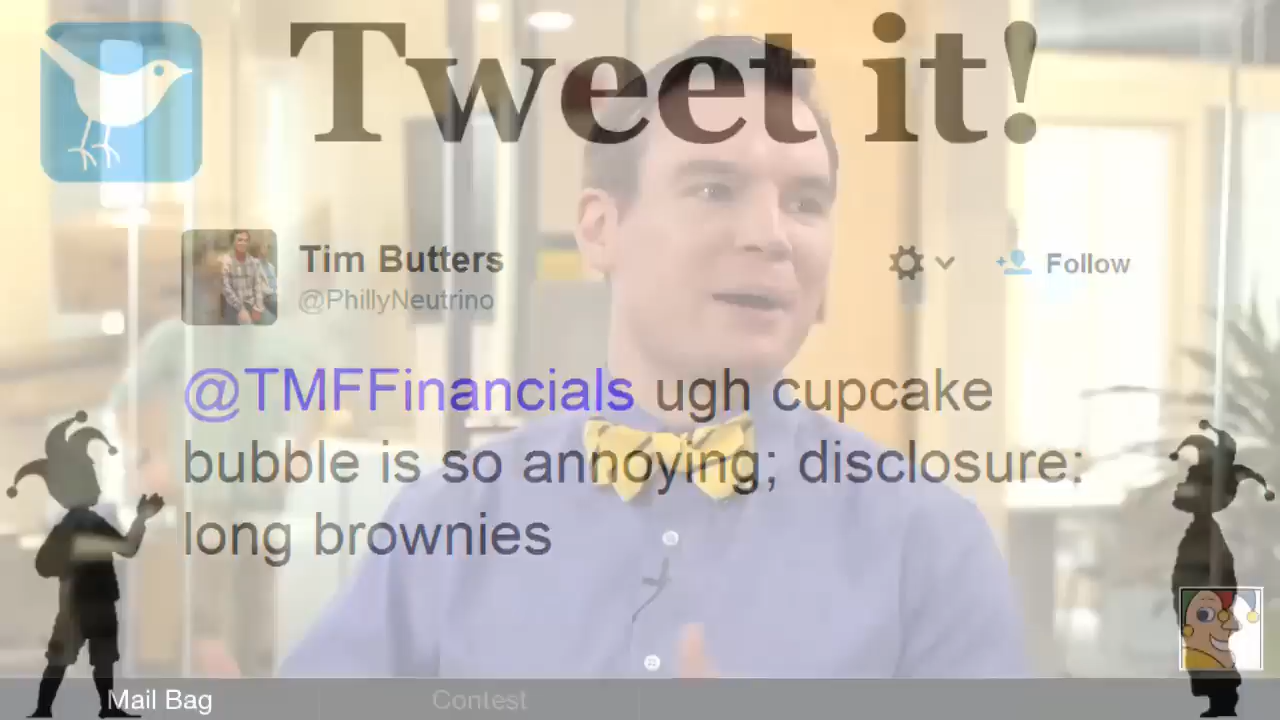 Tweet it!
Tim Butters
@PhillyNeutrino
Follow
@TMFFinancials ugh cupcake
bubble is so annoying; disclosure:
long brownies
Mail Bag
Contest